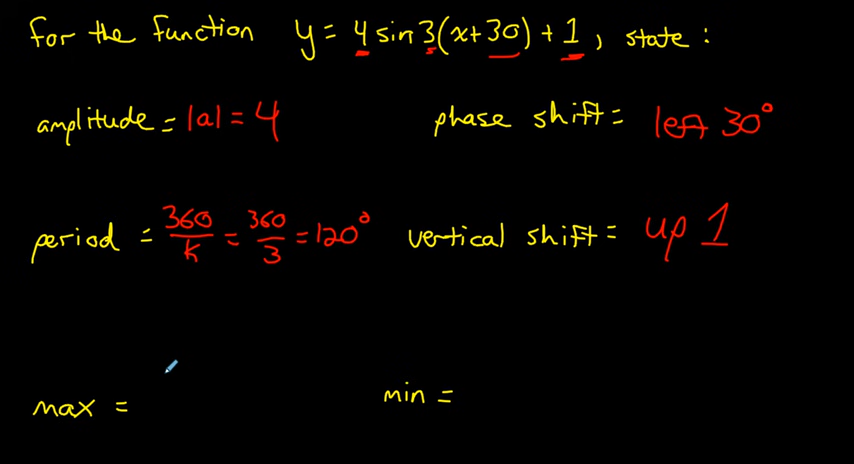 For the function y = 4 sin 3(x+30) + 1, state:
amplitude = |a| = 4 phase shift = left 30°
period = 360/k = 360/3 = 120° vertical shift = up 1
max = min =